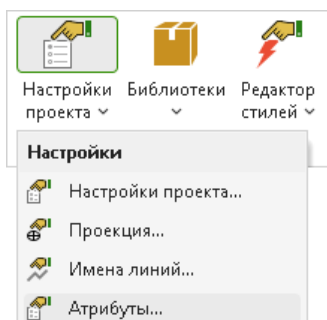 Настройки проекта
Библиотеки
Редактор стилей
Настройки
Настройки проекта...
Проекция...
Имена линий...
Атрибуты...